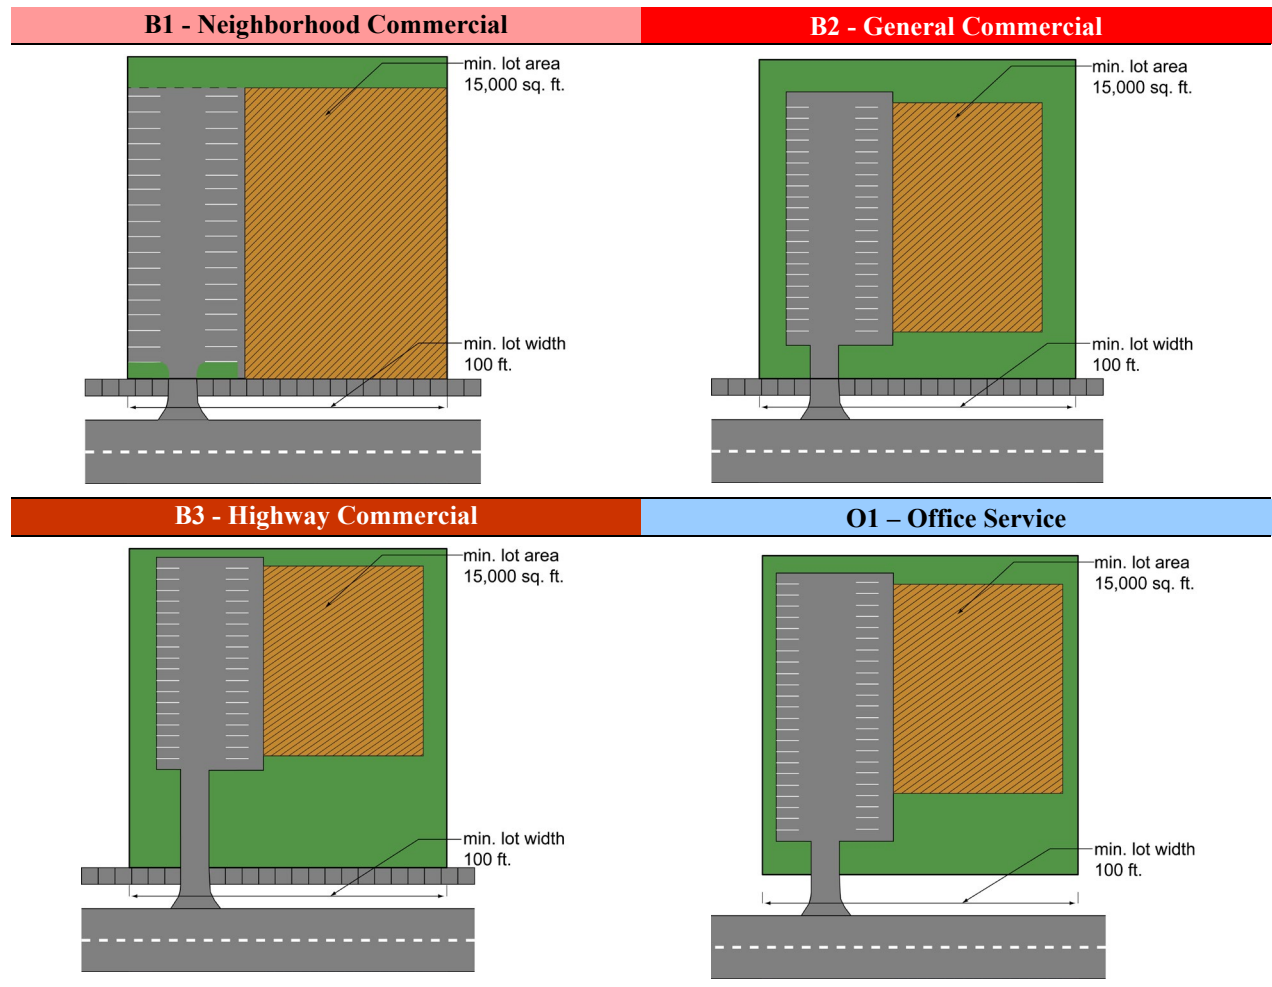 B1 - Neighborhood Commercial
min. lot area
15,000 sq. ft.
min. lot width
100 ft.
B2 - General Commercial
min. lot area
15,000 sq. ft.
min. lot width
100 ft.
B3 - Highway Commercial
min. lot area
15,000 sq. ft.
min. lot width
100 ft.
O1 – Office Service
min. lot area
15,000 sq. ft.
min. lot width
100 ft.